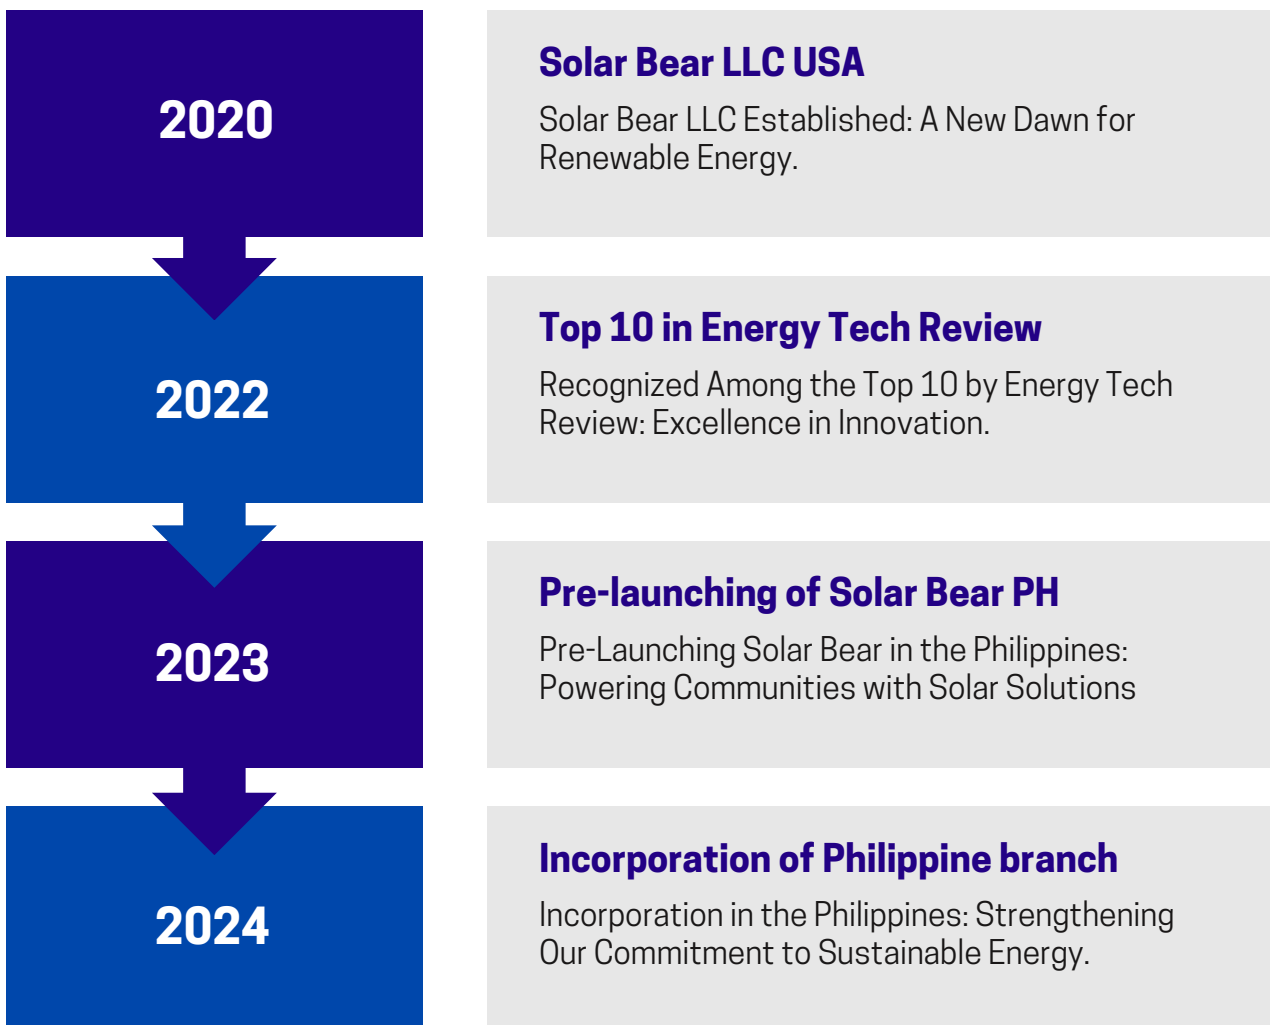 2020
Solar Bear LLC USA
Solar Bear LLC Established: A New Dawn for
Renewable Energy.
2022
Top 10 in Energy Tech Review
Recognized Among the Top 10 by Energy Tech
Review: Excellence in Innovation.
2023
Pre-launching of Solar Bear PH
Pre-Launching Solar Bear in the Philippines:
Powering Communities with Solar Solutions
2024
Incorporation of Philippine branch
Incorporation in the Philippines: Strengthening
Our Commitment to Sustainable Energy.